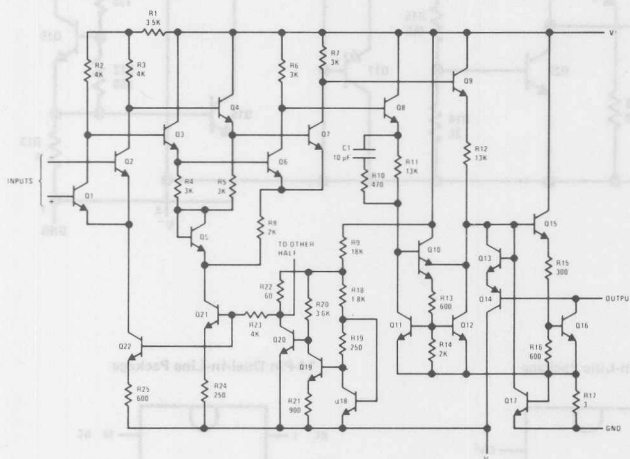 R1
3.5K
V+
R2
4K
R3
4K
R6
3K
R7
3K
Q9
Q4
Q8
Q3
Q7
C1
10 µF
R11
13K
R12
13K
Q2
Q6
INPUTS
R4
3K
R5
3K
R10
470
Q1
Q5
R8
2K
Q15
TO OTHER
HALF
R9
16K
Q10
Q13
R15
300
R22
60
R20
3.6K
R18
1.8K
Q14
OUTPUT
R13
600
Q21
R23
4K
Q20
Q11
Q12
Q16
Q22
R19
250
R14
2K
R16
600
Q19
R25
600
R24
250
R21
900
u18
Q17
R17
3
GND